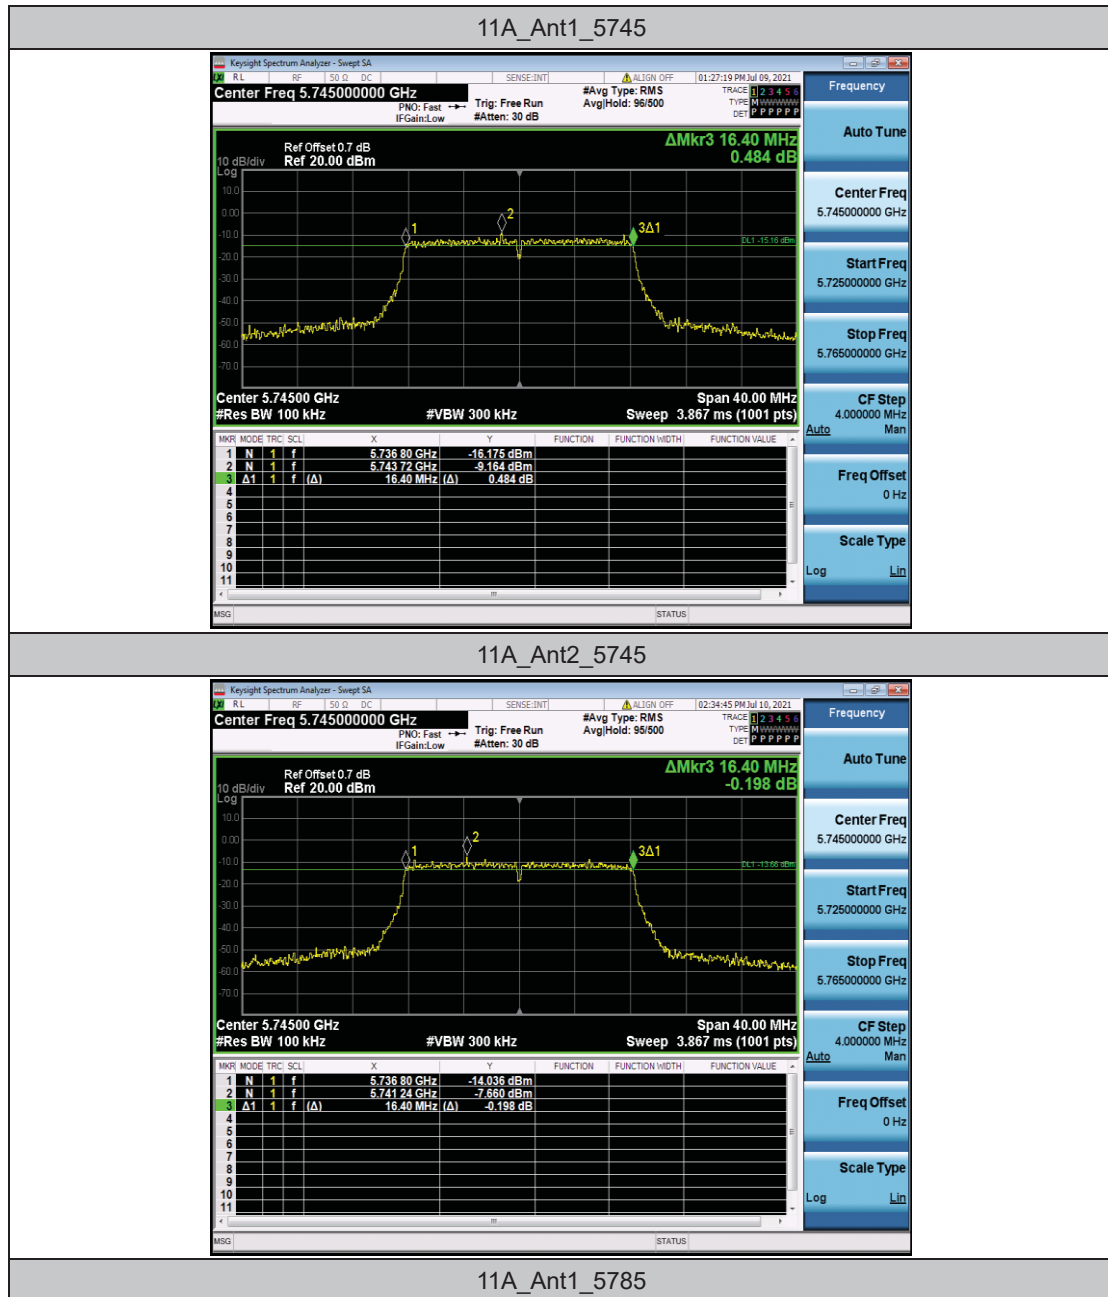 11A_Ant1_5745
Keysight Spectrum Analyzer - Swept SA
RL RF 50 Ω DC SENSE:INT ALIGN OFF 01:27:19 PM Jul 09, 2021
Center Freq 5.745000000 GHz #Avg Type: RMS TRACE 1 2 3 4 5 6
PNO: Fast Trig: Free Run Avg|Hold: 96/500 TYPE M WWWWW
IFGain:Low #Atten: 30 dB DET P P P P P P
Frequency
Auto Tune
ΔMkr3 16.40 MHz
0.484 dB
Ref Offset 0.7 dB
10 dB/div Ref 20.00 dBm
Log
10.0
0.00
-10.0
-20.0
-30.0
-40.0
-50.0
-60.0
-70.0
1
2
3Δ1
DL1 -15.16 dBm
Center 5.74500 GHz Span 40.00 MHz
#Res BW 100 kHz #VBW 300 kHz Sweep 3.867 ms (1001 pts)
Center Freq
5.745000000 GHz
Start Freq
5.725000000 GHz
Stop Freq
5.765000000 GHz
CF Step
4.000000 MHz
Auto Man
Freq Offset
0 Hz
Scale Type
Log Lin
MKR MODE TRC SCL X Y FUNCTION FUNCTION WIDTH FUNCTION VALUE
1 N 1 f 5.736 80 GHz -16.175 dBm
2 N 1 f 5.743 72 GHz -9.164 dBm
3 Δ1 1 f (Δ) 16.40 MHz (Δ) 0.484 dB
4
5
6
7
8
9
10
11
MSG STATUS
11A_Ant2_5745
Keysight Spectrum Analyzer - Swept SA
RL RF 50 Ω DC SENSE:INT ALIGN OFF 02:34:45 PM Jul 10, 2021
Center Freq 5.745000000 GHz #Avg Type: RMS TRACE 1 2 3 4 5 6
PNO: Fast Trig: Free Run Avg|Hold: 95/500 TYPE M WWWWW
IFGain:Low #Atten: 30 dB DET P P P P P P
Frequency
Auto Tune
ΔMkr3 16.40 MHz
-0.198 dB
Ref Offset 0.7 dB
10 dB/div Ref 20.00 dBm
Log
10.0
0.00
-10.0
-20.0
-30.0
-40.0
-50.0
-60.0
-70.0
1
2
3Δ1
DL1 -13.66 dBm
Center 5.74500 GHz Span 40.00 MHz
#Res BW 100 kHz #VBW 300 kHz Sweep 3.867 ms (1001 pts)
Center Freq
5.745000000 GHz
Start Freq
5.725000000 GHz
Stop Freq
5.765000000 GHz
CF Step
4.000000 MHz
Auto Man
Freq Offset
0 Hz
Scale Type
Log Lin
MKR MODE TRC SCL X Y FUNCTION FUNCTION WIDTH FUNCTION VALUE
1 N 1 f 5.736 80 GHz -14.036 dBm
2 N 1 f 5.741 24 GHz -7.660 dBm
3 Δ1 1 f (Δ) 16.40 MHz (Δ) -0.198 dB
4
5
6
7
8
9
10
11
MSG STATUS
11A_Ant1_5785